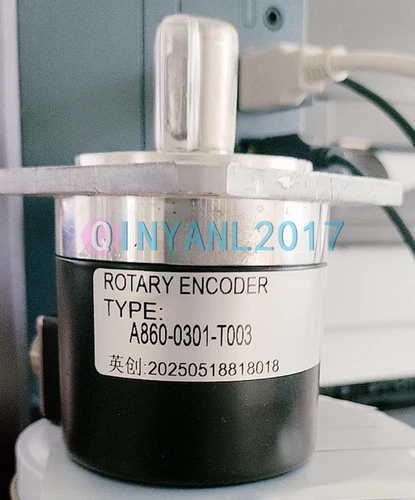 QINYANL2017
ROTARY ENCODER
TYPE:
A860-0301-T003
英创:20250518818018